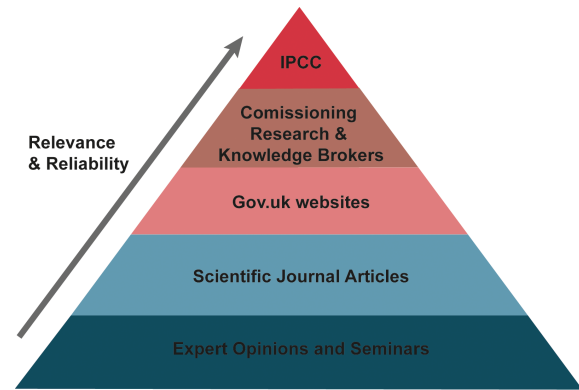 IPCC
Comissioning
Research &
Knowledge Brokers
Relevance
& Reliability
Gov.uk websites
Scientific Journal Articles
Expert Opinions and Seminars